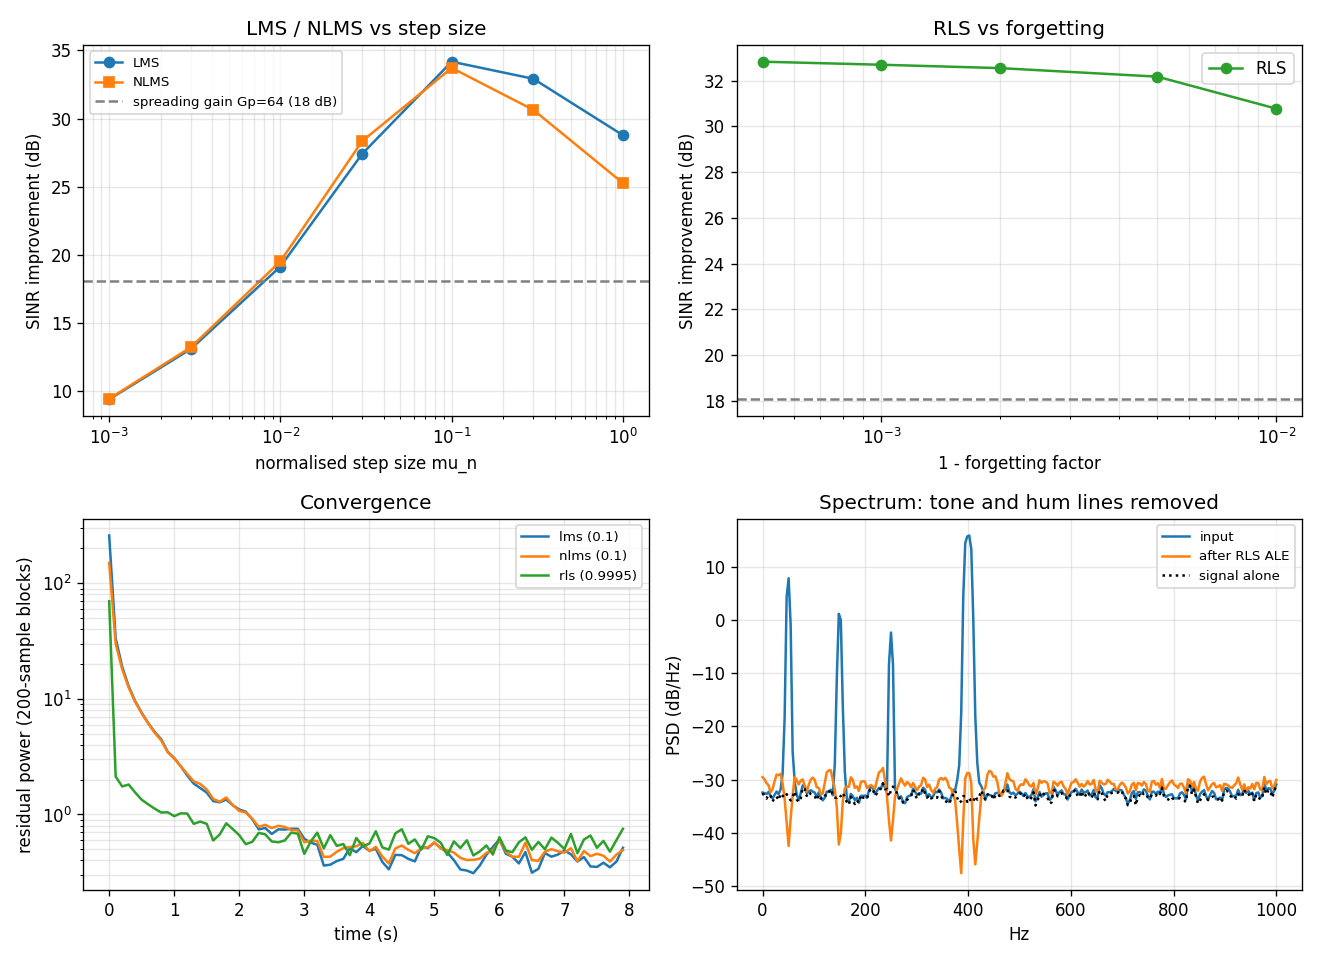 LMS / NLMS vs step size
35
30
25
20
15
10
SINR improvement (dB)
LMS
NLMS
spreading gain Gp=64 (18 dB)
10⁻³ 10⁻² 10⁻¹ 10⁰
normalised step size mu_n
RLS vs forgetting
32
30
28
26
24
22
20
18
SINR improvement (dB)
RLS
10⁻³ 10⁻²
1 - forgetting factor
Convergence
10²
10¹
10⁰
residual power (200-sample blocks)
lms (0.1)
nlms (0.1)
rls (0.9995)
0 1 2 3 4 5 6 7 8
time (s)
Spectrum: tone and hum lines removed
10
0
−10
−20
−30
−40
−50
PSD (dB/Hz)
input
after RLS ALE
signal alone
0 200 400 600 800 1000
Hz